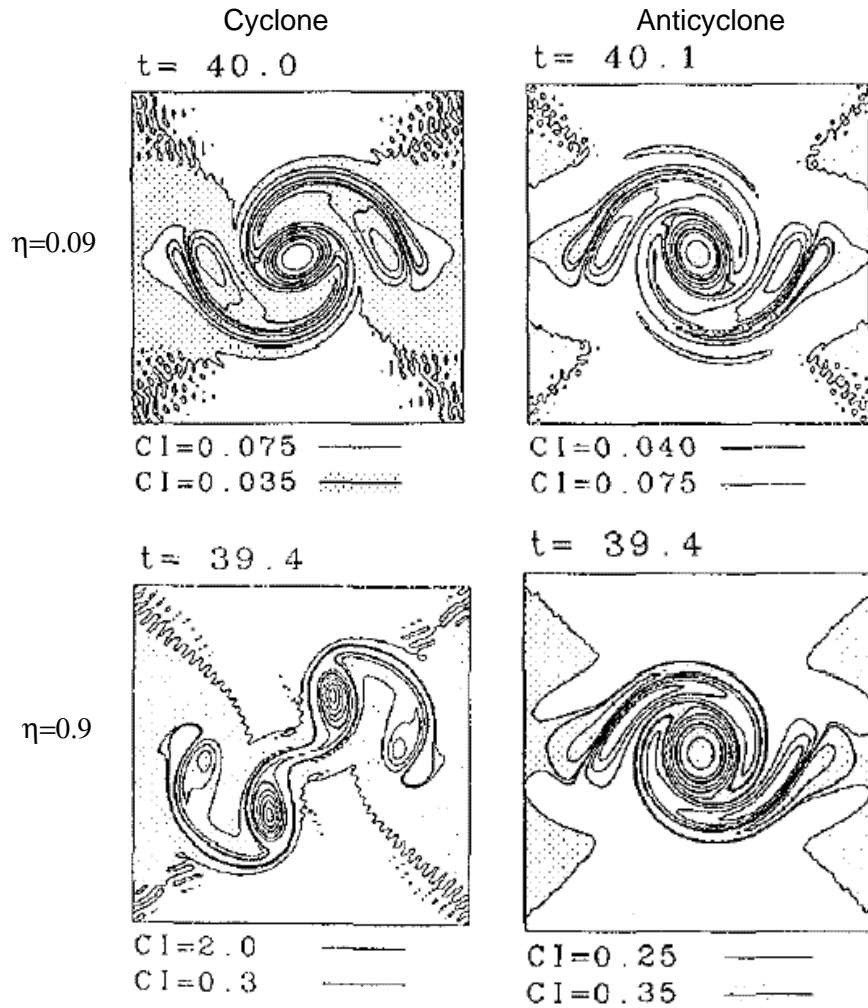 Cyclone Anticyclone
t= 40.0 t= 40.1
η=0.09
CI=0.075 CI=0.040
CI=0.035 CI=0.075
t= 39.4 t= 39.4
η=0.9
CI=2.0 CI=0.25
CI=0.3 CI=0.35